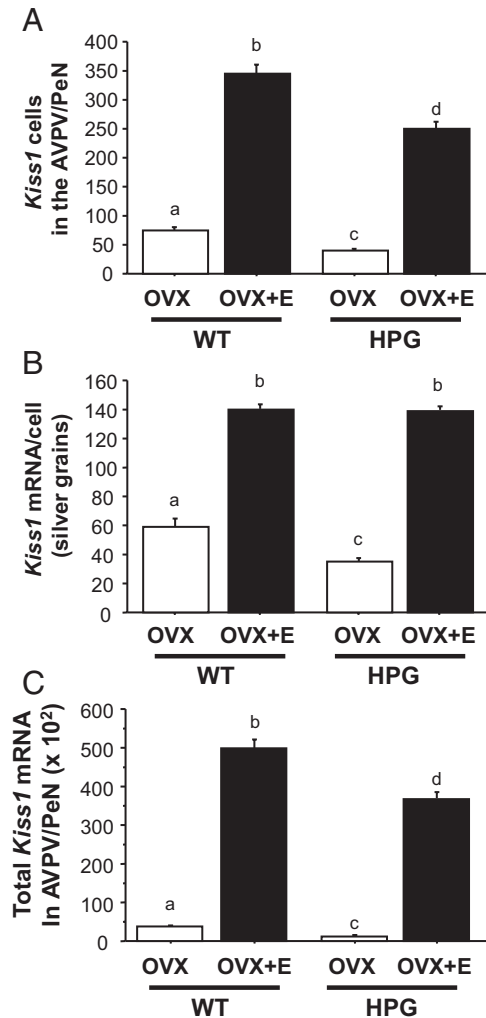 A
Kiss1 cells
in the AVPV/PeN
400
350
300
250
200
150
100
50
0
a
b
c
d
OVX OVX+E OVX OVX+E
WT HPG
B
Kiss1 mRNA/cell
(silver grains)
160
140
120
100
80
60
40
20
0
a
b
c
b
OVX OVX+E OVX OVX+E
WT HPG
C
Total Kiss1 mRNA
In AVPV/PeN (x 10²)
600
500
400
300
200
100
0
a
b
c
d
OVX OVX+E OVX OVX+E
WT HPG